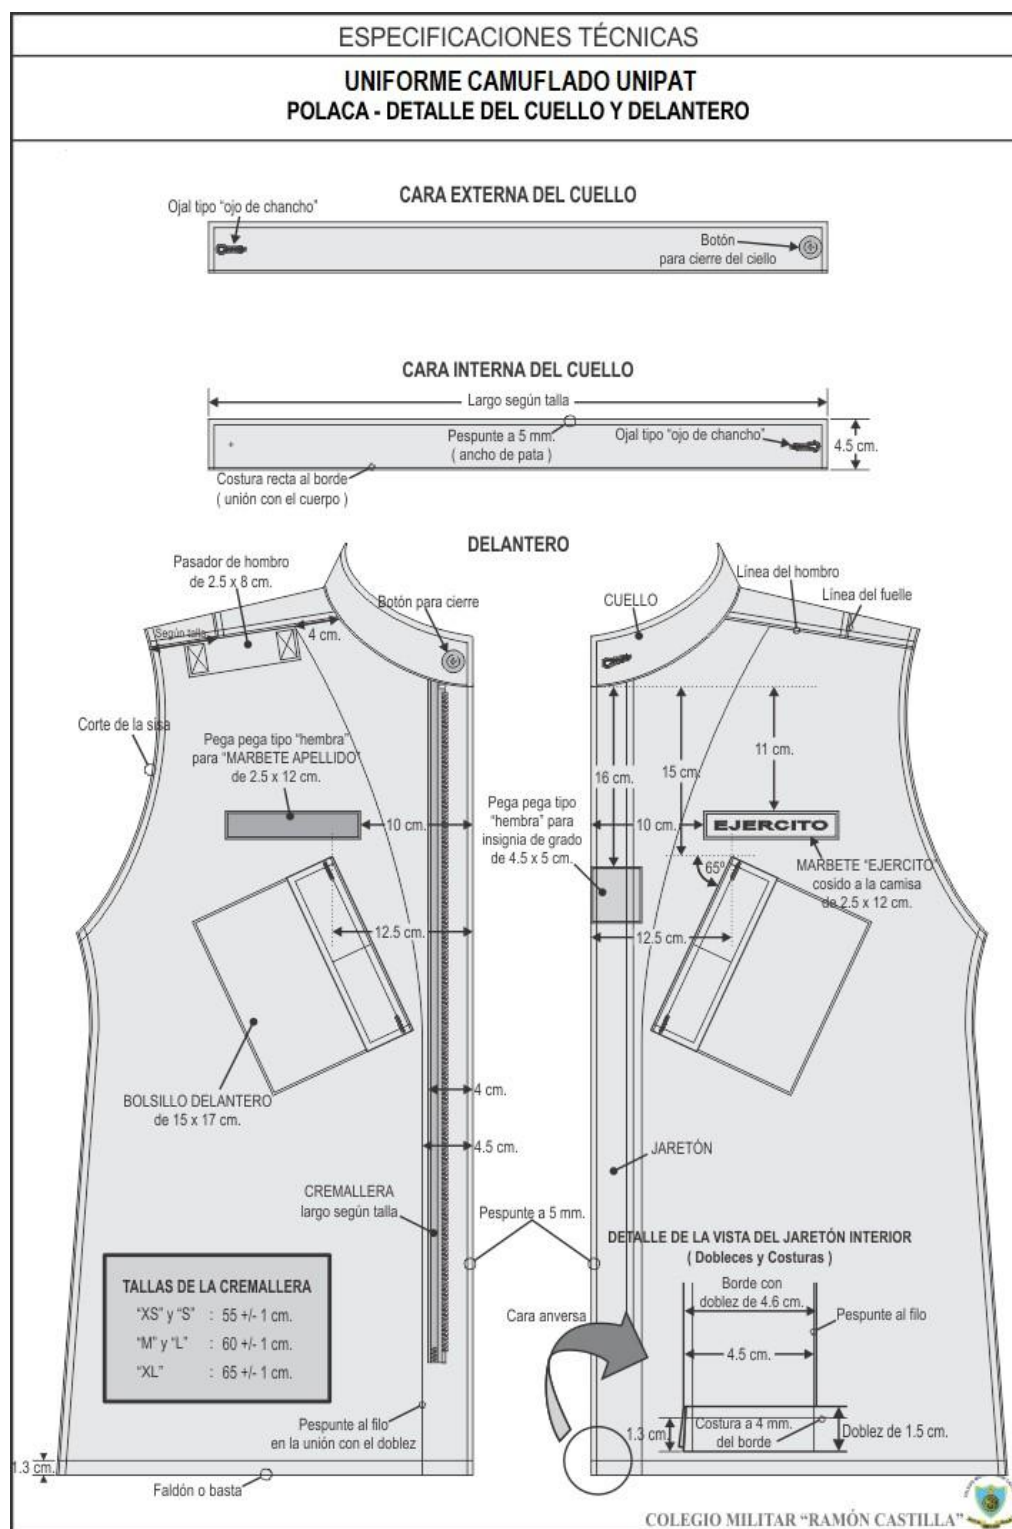 ESPECIFICACIONES TÉCNICAS
UNIFORME CAMUFLADO UNIPAT
POLACA - DETALLE DEL CUELLO Y DELANTERO
CARA EXTERNA DEL CUELLO
Ojal tipo "ojo de chancho"
Botón
para cierre del ciello
CARA INTERNA DEL CUELLO
Largo según talla
Pespunte a 5 mm.
( ancho de pata )
Ojal tipo "ojo de chancho"
4.5 cm.
Costura recta al borde
( unión con el cuerpo )
DELANTERO
Pasador de hombro
de 2.5 x 8 cm.
Botón para cierre
Según talla
4 cm.
CUELLO
Línea del hombro
Línea del fuelle
Corte de la sisa
Pega pega tipo "hembra"
para "MARBETE APELLIDO"
de 2.5 x 12 cm.
10 cm.
12.5 cm.
16 cm.
15 cm.
11 cm.
Pega pega tipo
"hembra" para
insignia de grado
de 4.5 x 5 cm.
10 cm.
EJERCITO
65º
MARBETE "EJERCITO"
cosido a la camisa
de 2.5 x 12 cm.
12.5 cm.
BOLSILLO DELANTERO
de 15 x 17 cm.
4 cm.
4.5 cm.
JARETÓN
CREMALLERA
largo según talla
Pespunte a 5 mm.
DETALLE DE LA VISTA DEL JARETÓN INTERIOR
( Dobleces y Costuras )
TALLAS DE LA CREMALLERA
"XS" y "S" : 55 +/- 1 cm.
"M" y "L" : 60 +/- 1 cm.
"XL" : 65 +/- 1 cm.
Borde con
doblez de 4.6 cm.
Cara anversa
Pespunte al filo
4.5 cm.
Pespunte al filo
en la unión con el doblez
1.3 cm.
Costura a 4 mm.
del borde
Doblez de 1.5 cm.
1.3 cm.
Faldón o basta
COLEGIO MILITAR "RAMÓN CASTILLA"